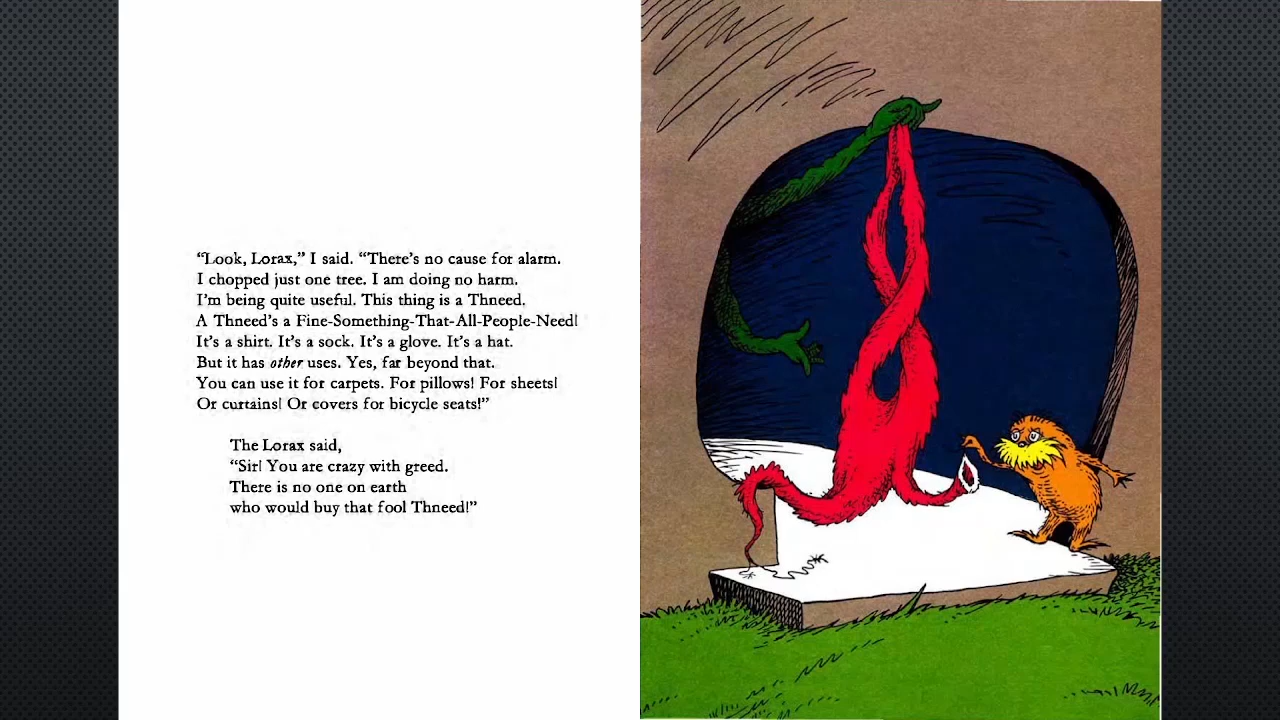 “Look, Lorax,” I said. “There’s no cause for alarm.
I chopped just one tree. I am doing no harm.
I’m being quite useful. This thing is a Thneed.
A Thneed’s a Fine-Something-That-All-People-Need!
It’s a shirt. It’s a sock. It’s a glove. It’s a hat.
But it has other uses. Yes, far beyond that.
You can use it for carpets. For pillows! For sheets!
Or curtains! Or covers for bicycle seats!”
The Lorax said,
“Sir! You are crazy with greed.
There is no one on earth
who would buy that fool Thneed!”